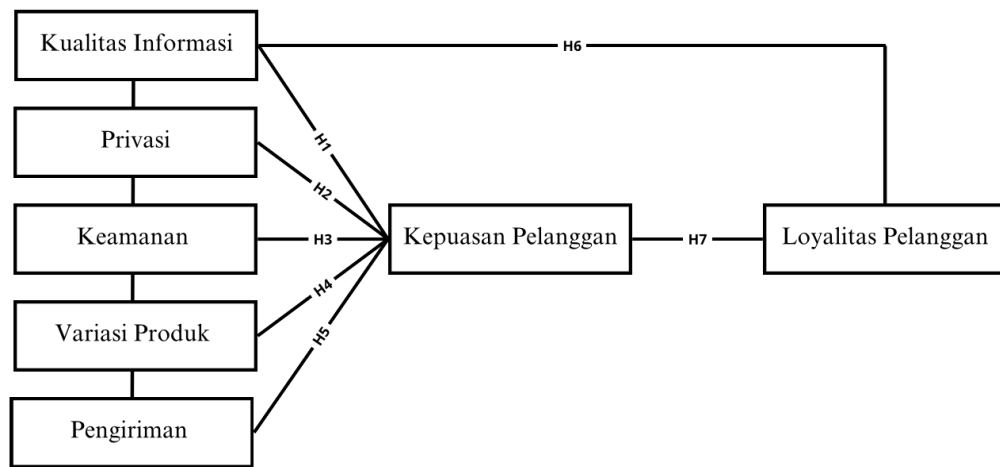 Kualitas Informasi
H6
Privasi
H1
H2
Keamanan
H3
Kepuasan Pelanggan
H7
Loyalitas Pelanggan
H4
Variasi Produk
H5
Pengiriman